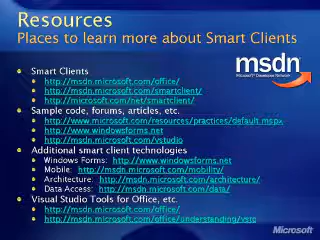 Resources
Places to learn more about Smart Clients
msdn
Microsoft Developer Network
Smart Clients
http://msdn.microsoft.com/office/
http://msdn.microsoft.com/smartclient/
http://microsoft.com/net/smartclient/
Sample code, forums, articles, etc.
http://www.microsoft.com/resources/practices/default.mspx
http://www.windowsforms.net
http://msdn.microsoft.com/vstudio
Additional smart client technologies
Windows Forms: http://www.windowsforms.net
Mobile: http://msdn.microsoft.com/mobility/
Architecture: http://msdn.microsoft.com/architecture/
Data Access: http://msdn.microsoft.com/data/
Visual Studio Tools for Office, etc.
http://msdn.microsoft.com/office/
http://msdn.microsoft.com/office/understanding/vsto
Microsoft